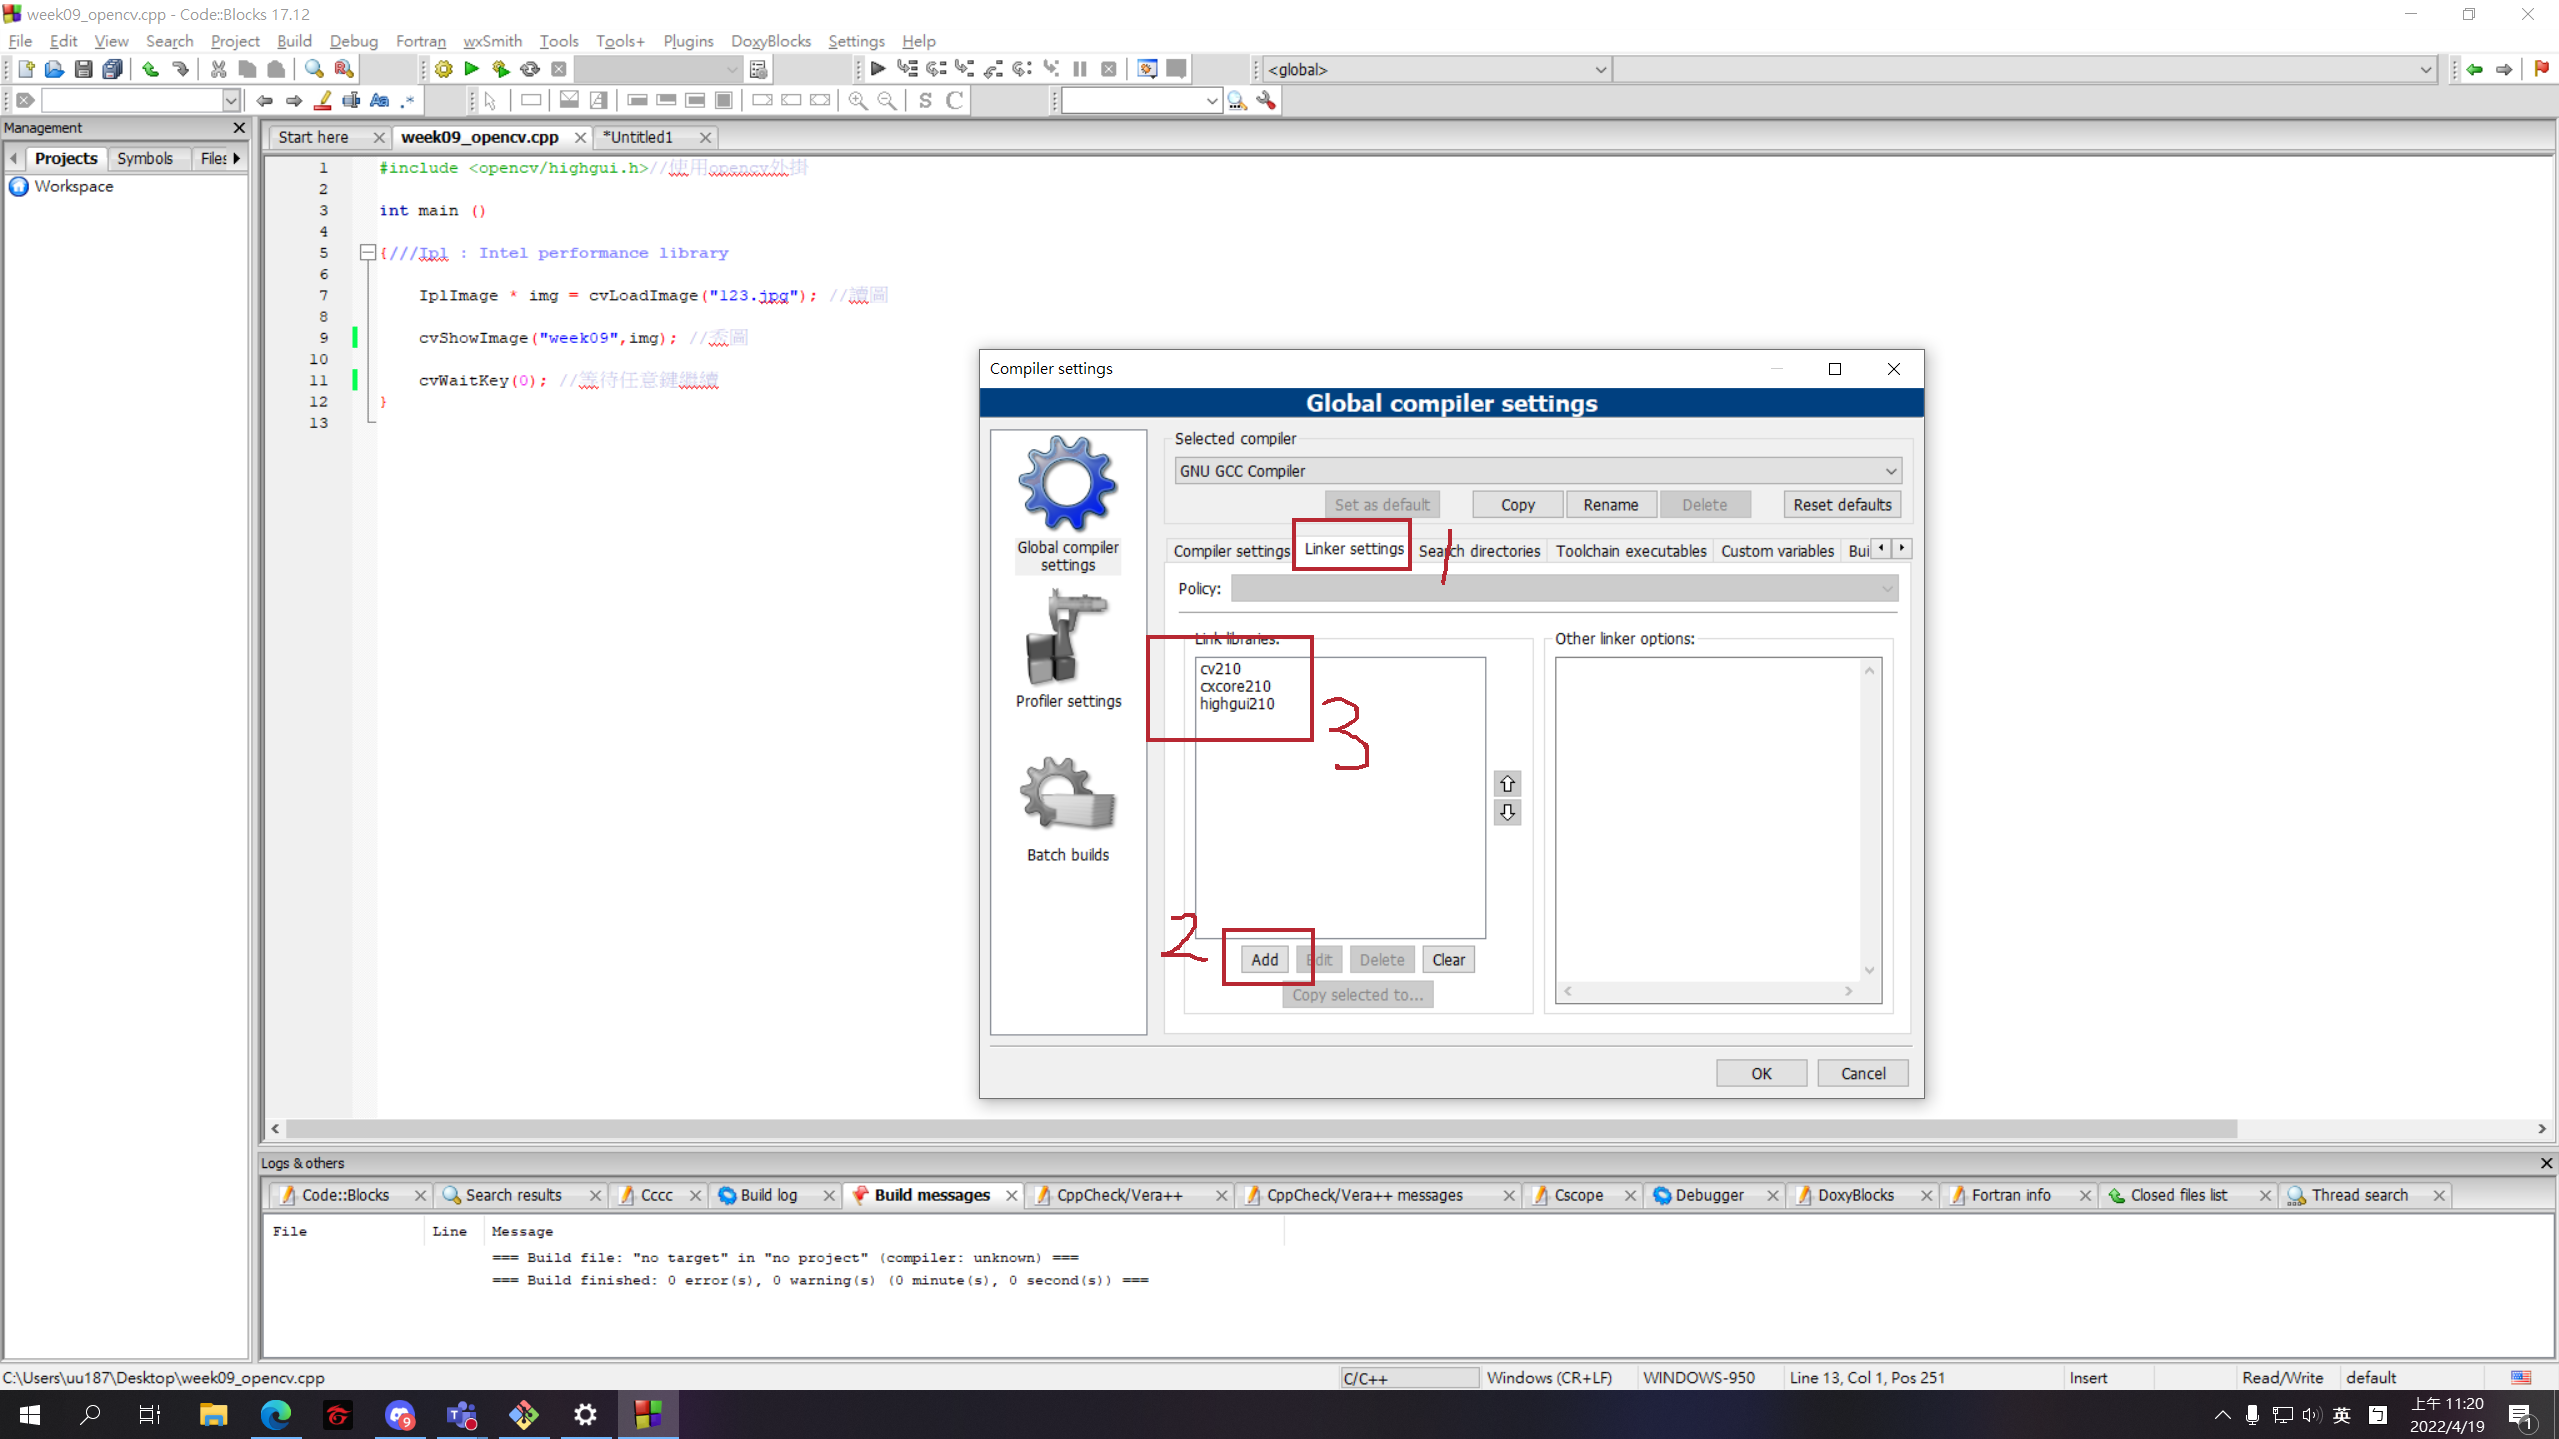 week09_opencv.cpp - Code::Blocks 17.12
File Edit View Search Project Build Debug Fortran wxSmith Tools Tools+ Plugins DoxyBlocks Settings Help
<global>
S C
Management
Projects Symbols Files
Workspace
Start here week09_opencv.cpp *Untitled1
1 #include <opencv/highgui.h>//使用opencv外掛
2
3 int main ()
4
5 {///Ipl : Intel performance library
6
7 IplImage * img = cvLoadImage("123.jpg"); //讀圖
8
9 cvShowImage("week09",img); //秀圖
10
11 cvWaitKey(0); //等待任意鍵繼續
12 }
13
Compiler settings
Global compiler settings
Global compiler settings
Profiler settings
Batch builds
Selected compiler
GNU GCC Compiler
Set as default Copy Rename Delete Reset defaults
Compiler settings Linker settings Search directories Toolchain executables Custom variables Bui
1
Policy:
Link libraries:
cv210
cxcore210
highgui210
3
Other linker options:
2
Add Edit Delete Clear
Copy selected to...
OK Cancel
Logs & others
Code::Blocks Search results Cccc Build log Build messages CppCheck/Vera++ CppCheck/Vera++ messages Cscope Debugger DoxyBlocks Fortran info Closed files list Thread search
File Line Message
=== Build file: "no target" in "no project" (compiler: unknown) ===
=== Build finished: 0 error(s), 0 warning(s) (0 minute(s), 0 second(s)) ===
C:\Users\uu187\Desktop\week09_opencv.cpp C/C++ Windows (CR+LF) WINDOWS-950 Line 13, Col 1, Pos 251 Insert Read/Write default
9
英
上午 11:20
2022/4/19
1